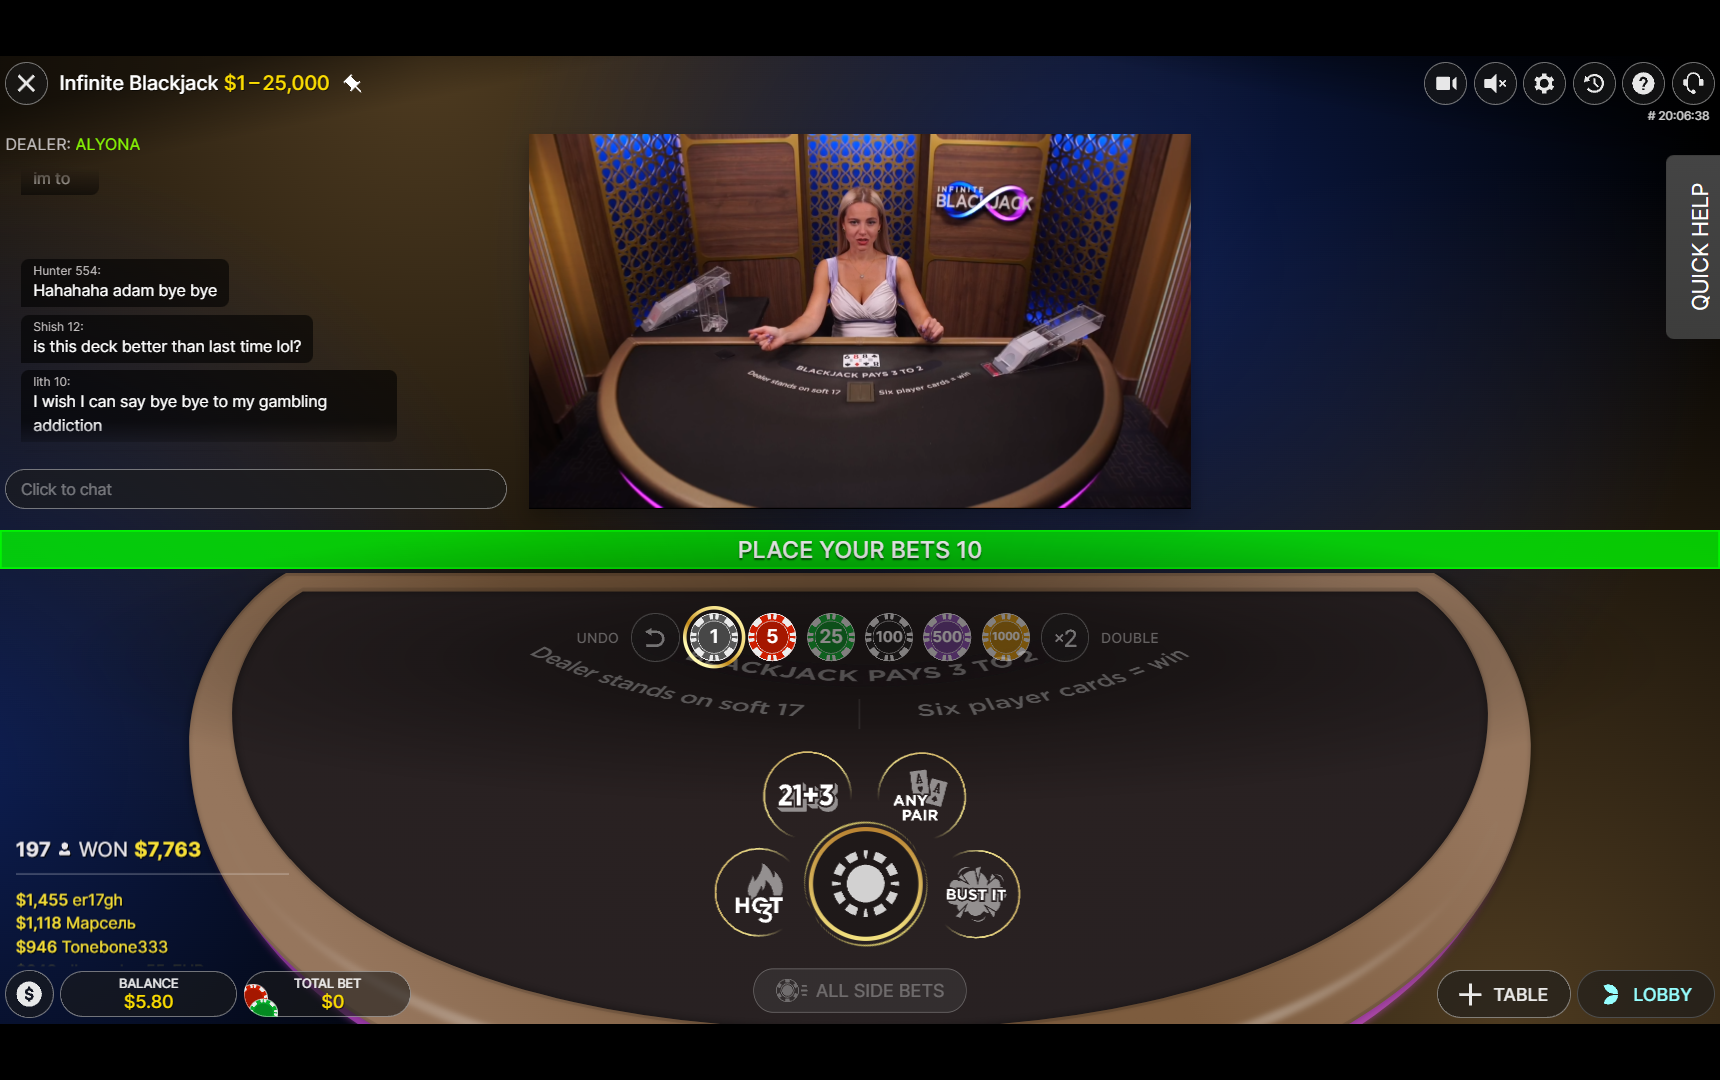 Infinite Blackjack $1–25,000
# 20:06:38
DEALER: ALYONA
im to
Hunter 554:
Hahahaha adam bye bye
Shish 12:
is this deck better than last time lol?
lith 10:
I wish I can say bye bye to my gambling
addiction
Click to chat
INFINITE
BLACKJACK
BLACKJACK PAYS 3 TO 2
Dealer stands on soft 17
Six player cards = win
QUICK HELP
PLACE YOUR BETS 10
UNDO
1
5
25
100
500
1000
×2
DOUBLE
ACKJACK PAYS 3 TO 2
Dealer stands on soft 17
Six player cards = win
21+3
ANY
PAIR
HOT
3
BUST IT
197 WON $7,763
$1,455 er17gh
$1,118 Марсель
$946 Tonebone333
BALANCE
$5.80
TOTAL BET
$0
ALL SIDE BETS
TABLE
LOBBY